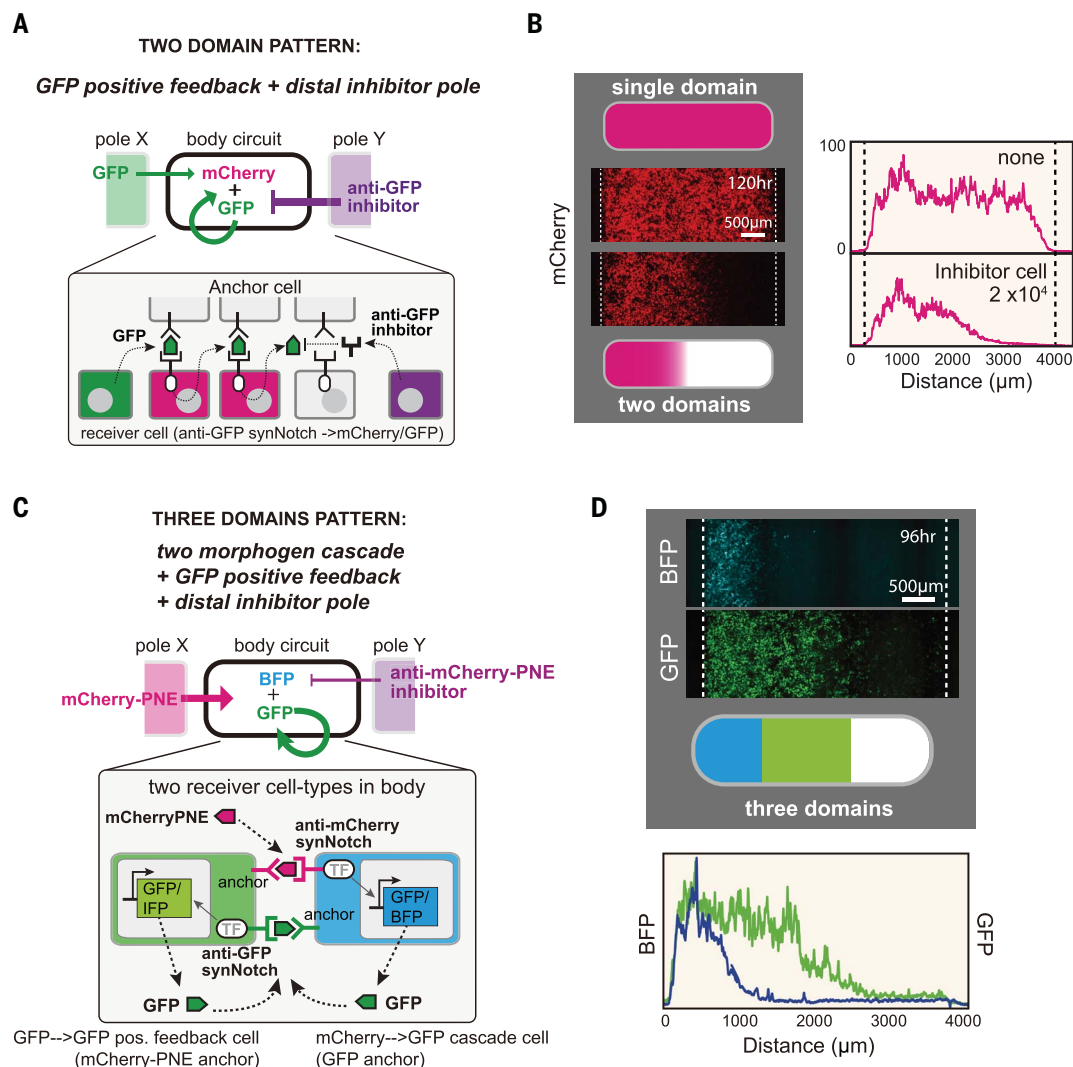 A
TWO DOMAIN PATTERN:
GFP positive feedback + distal inhibitor pole
pole X
body circuit
pole Y
GFP
mCherry
+
GFP
anti-GFP
inhibitor
Anchor cell
GFP
anti-GFP
inhbitor
receiver cell (anti-GFP synNotch ->mCherry/GFP)
B
single domain
mCherry
120hr
500µm
two domains
100
none
0
Inhibitor cell
2 x10⁴
0 1000 2000 3000 4000
Distance (µm)
C
THREE DOMAINS PATTERN:
two morphogen cascade
+ GFP positive feedback
+ distal inhibitor pole
pole X
body circuit
pole Y
mCherry-PNE
BFP
+
GFP
anti-mCherry-PNE
inhibitor
two receiver cell-types in body
mCherryPNE
anti-mCherry
synNotch
anchor
TF
GFP/
IFP
GFP/
BFP
TF
anchor
anti-GFP
synNotch
GFP
GFP
GFP-->GFP pos. feedback cell
(mCherry-PNE anchor)
mCherry-->GFP cascade cell
(GFP anchor)
D
BFP
96hr
500µm
GFP
three domains
BFP
GFP
0 1000 2000 3000 4000
Distance (µm)